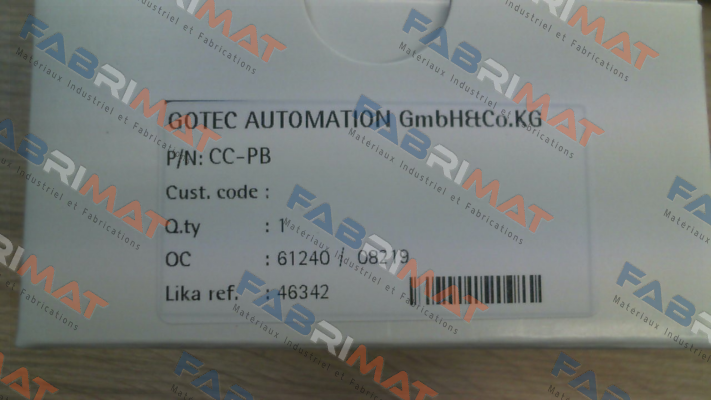 GOTEC AUTOMATION GmbH&Co.KG
P/N: CC-PB
Cust. code :
Q.ty : 1
OC : 61240 / 08219
Lika ref. : 46342
FABRIMAT
Materiaux Industriel et Fabrications